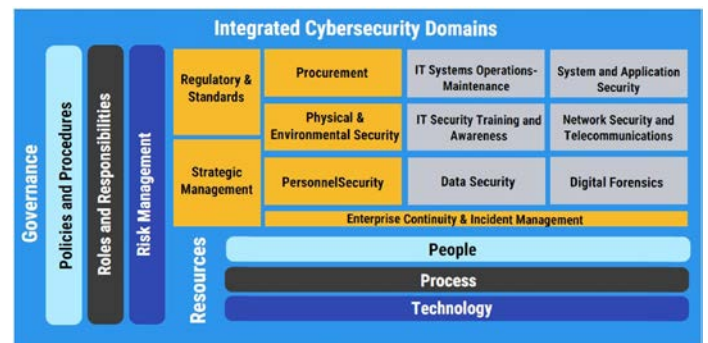 Integrated Cybersecurity Domains
Governance
Policies and Procedures
Roles and Responsibilities
Risk Management
Regulatory &
Standards
Strategic
Management
Procurement
IT Systems Operations-
Maintenance
System and Application
Security
Physical &
Environmental Security
IT Security Training and
Awareness
Network Security and
Telecommunications
PersonnelSecurity
Data Security
Digital Forensics
Enterprise Continuity & Incident Management
Resources
People
Process
Technology